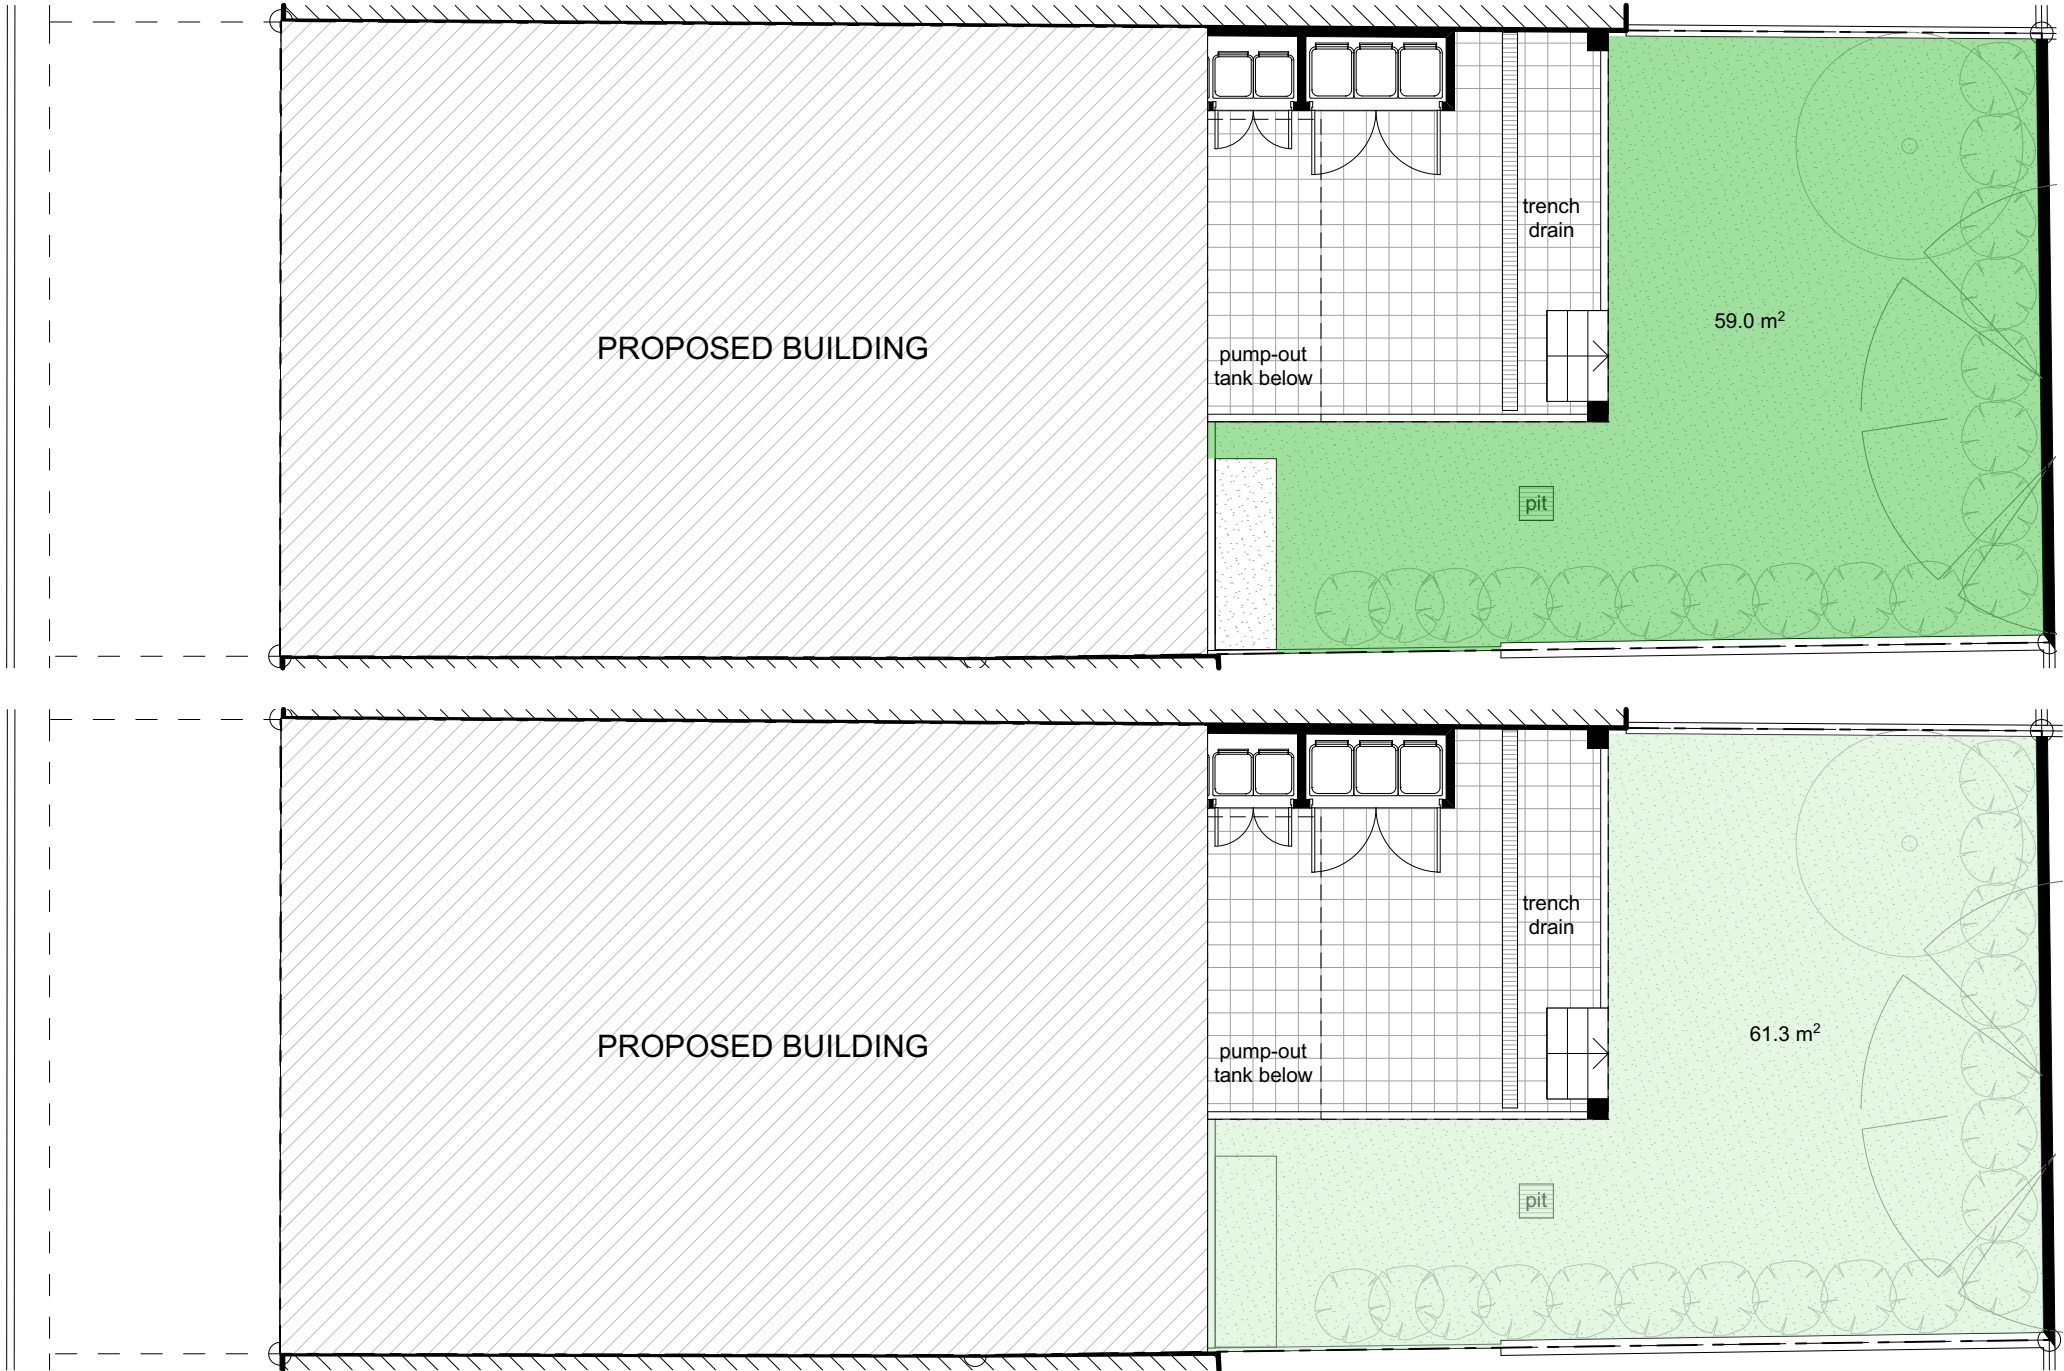 trench
drain
59.0 m²
PROPOSED BUILDING
pump-out
tank below
pit
trench
drain
61.3 m²
PROPOSED BUILDING
pump-out
tank below
pit